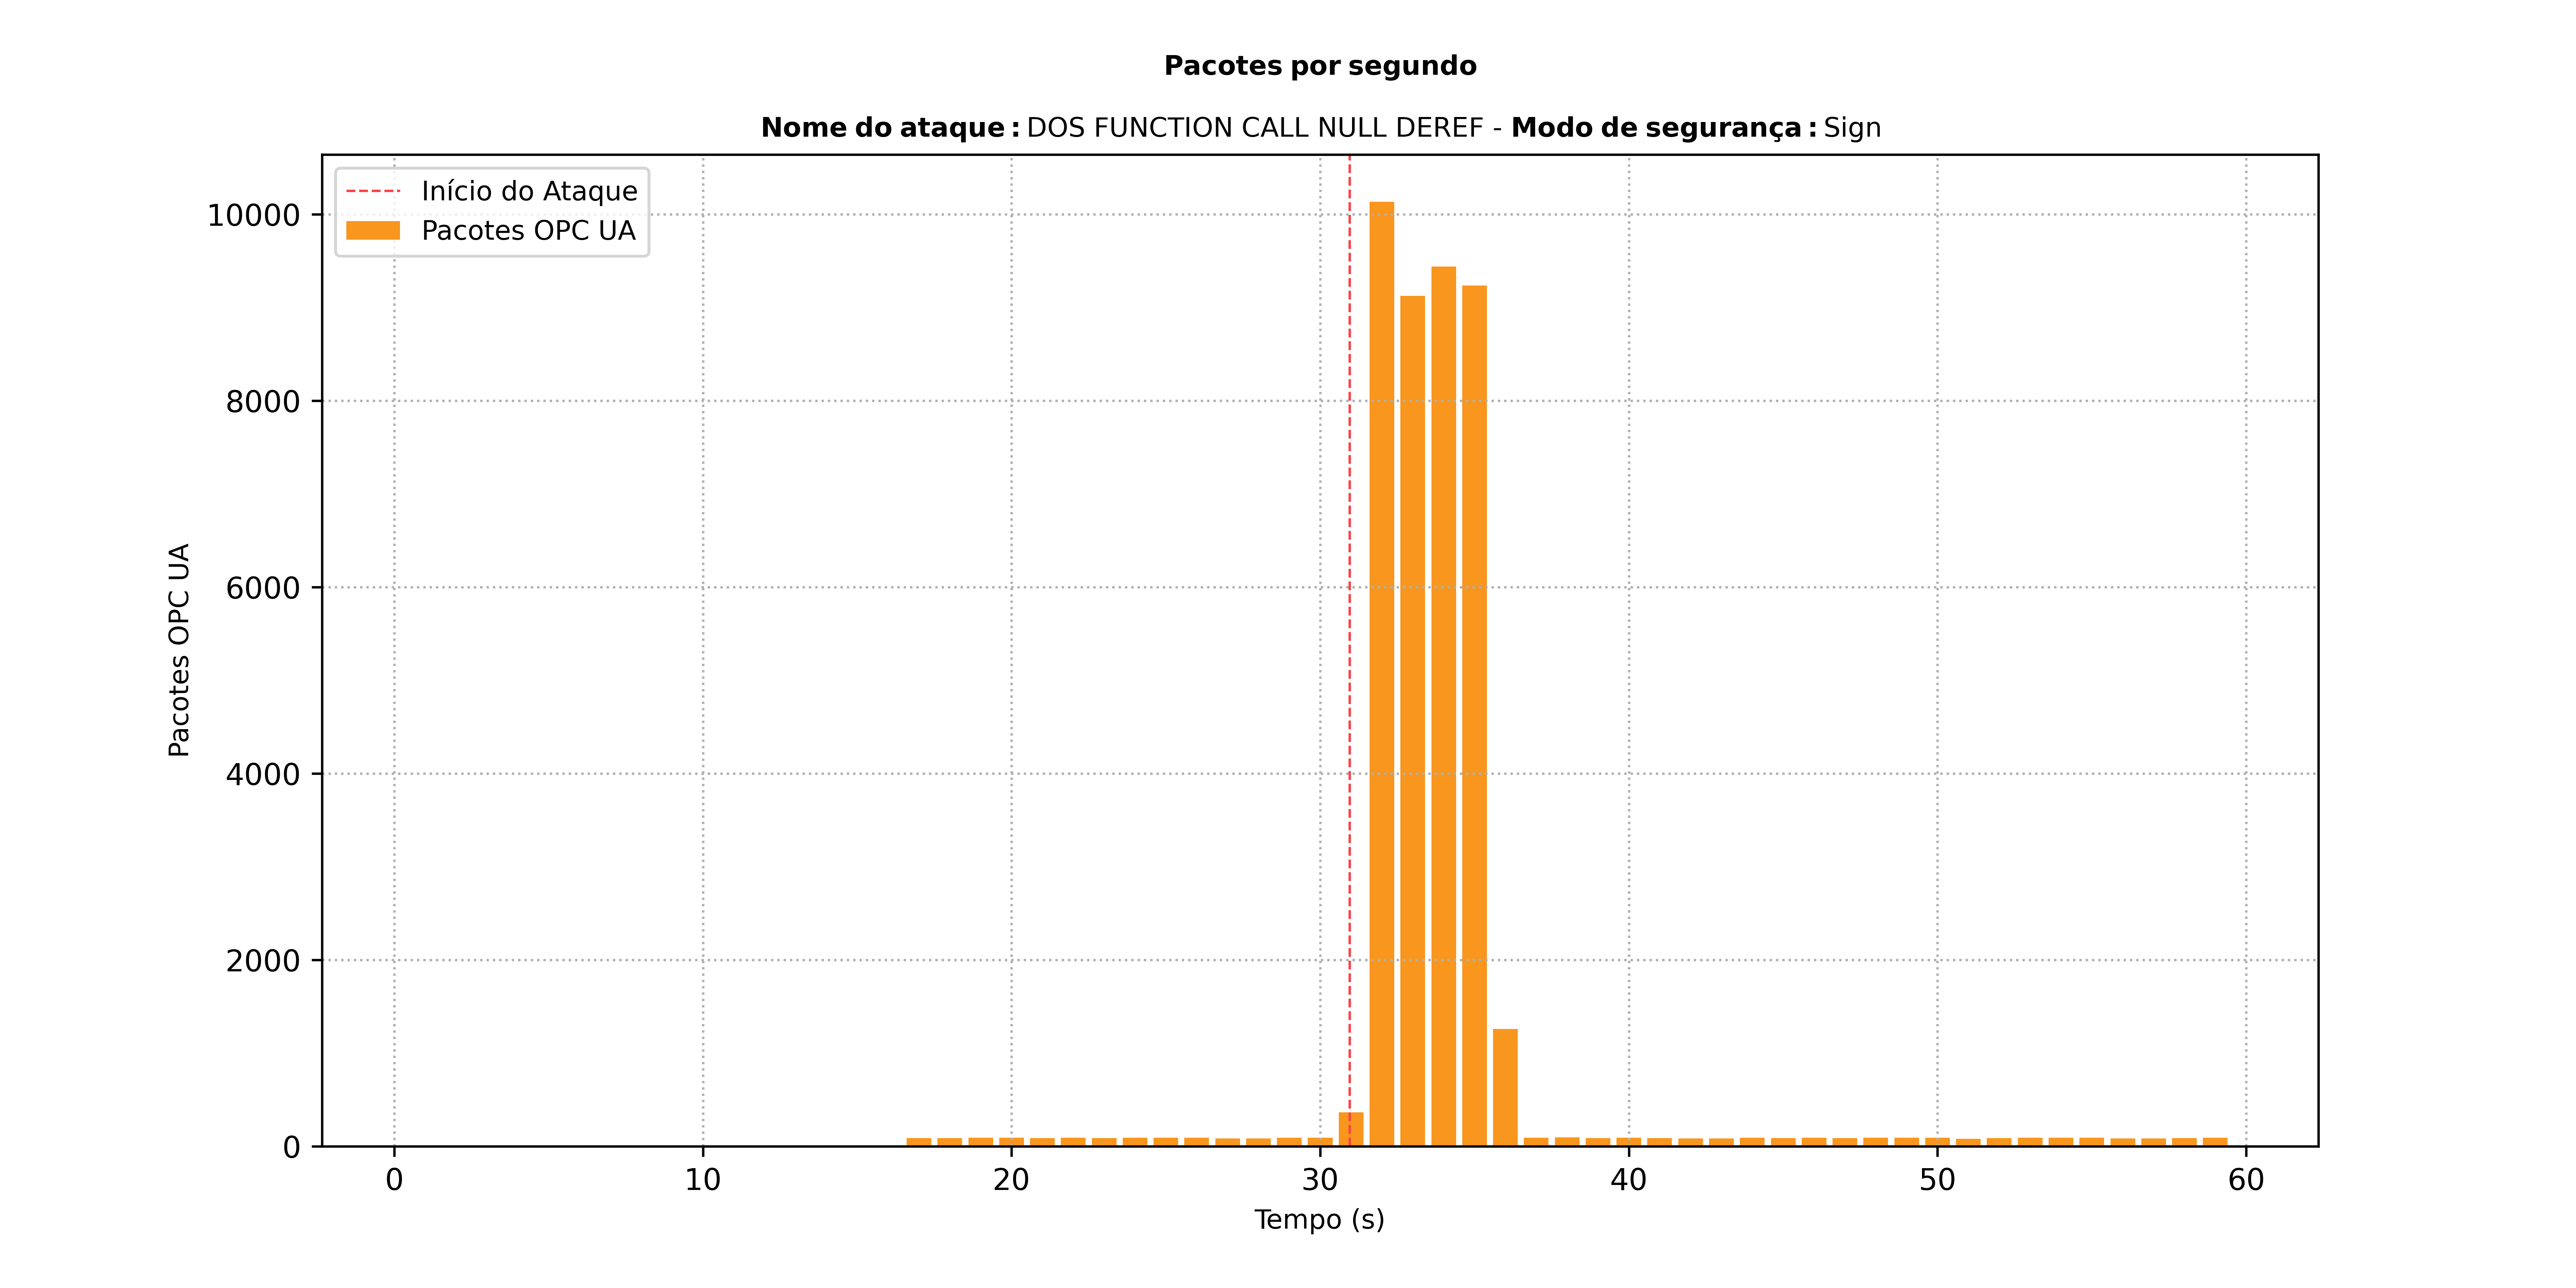 Pacotes por segundo
Nome do ataque: DOS FUNCTION CALL NULL DEREF - Modo de segurança: Sign
Início do Ataque
Pacotes OPC UA
10000
8000
6000
4000
2000
0
Pacotes OPC UA
0 10 20 30 40 50 60
Tempo (s)